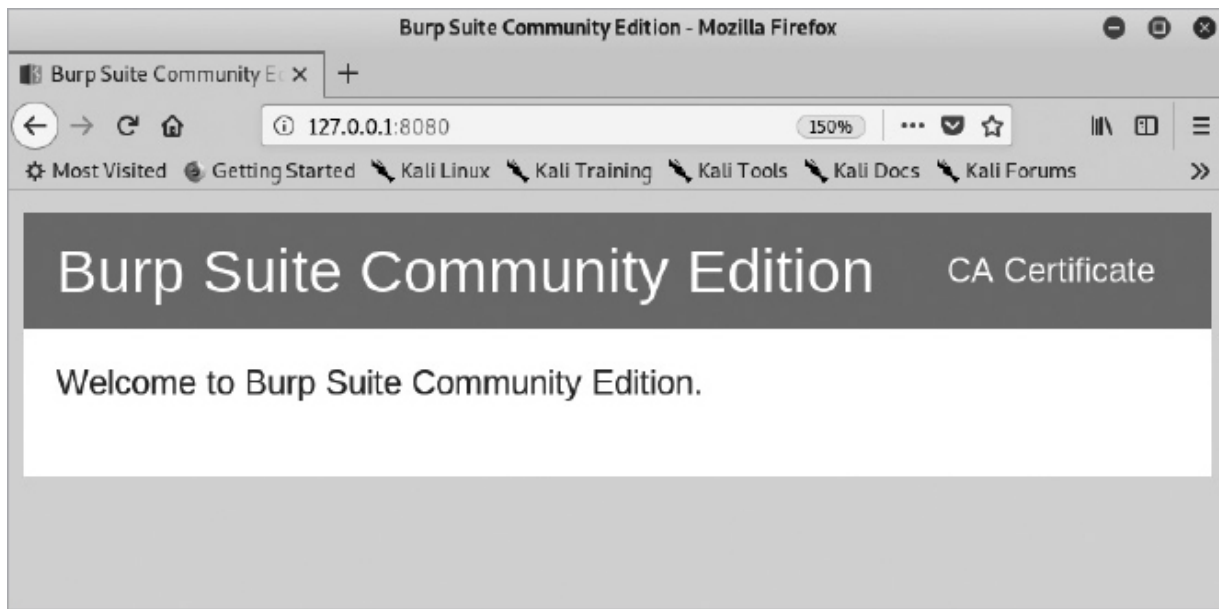 Burp Suite Community Edition - Mozilla Firefox
Burp Suite Community E
127.0.0.1:8080
150%
Most Visited Getting Started Kali Linux Kali Training Kali Tools Kali Docs Kali Forums
Burp Suite Community Edition CA Certificate
Welcome to Burp Suite Community Edition.